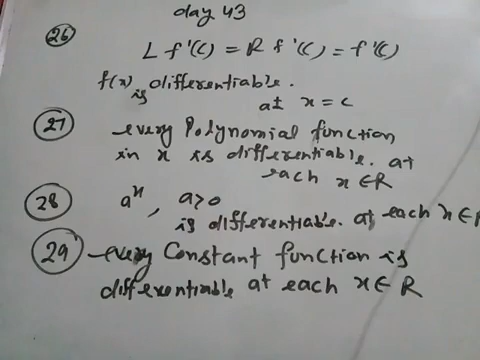 day 43
26 L f'(c) = R f'(c) = f'(c)
f(x) is differentiable.
at x = c
27 every Polynomial function
in x is differentiable. at
each x ∈ R
28 aˣ, a>0
is differentiable. at each x ∈ R
29 every Constant function is
differentiable at each x ∈ R